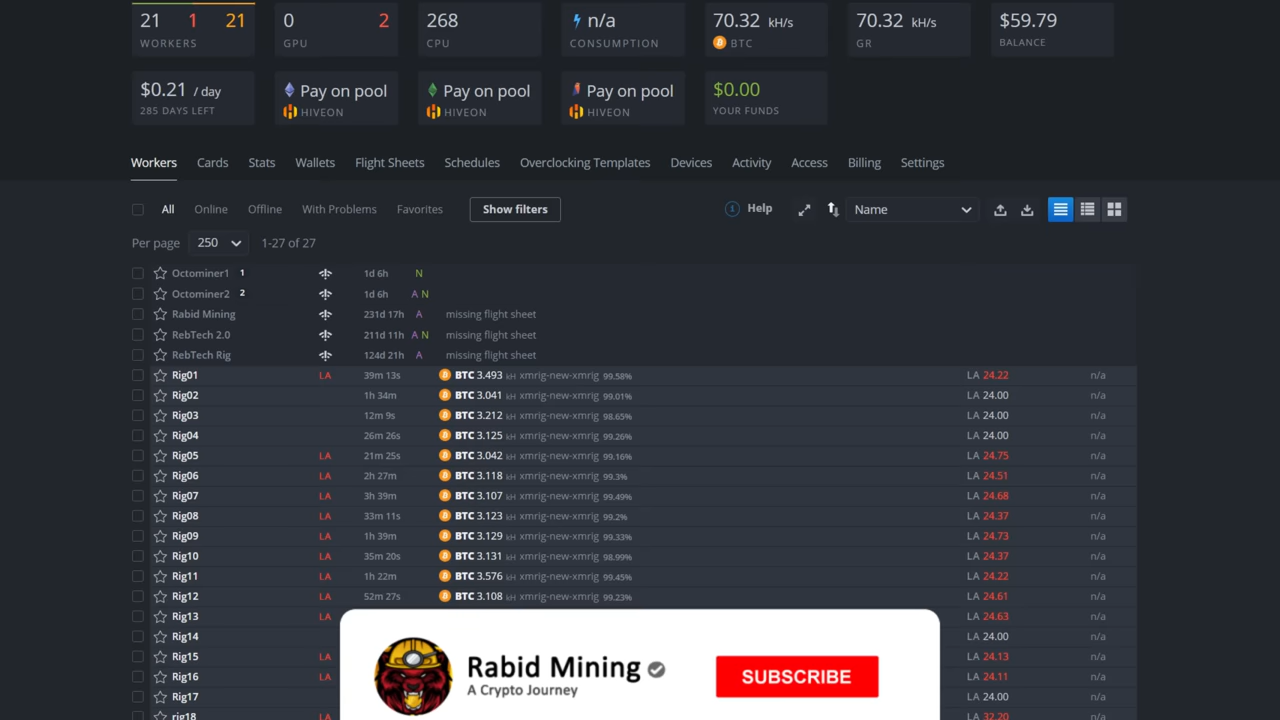 21 1 21 0 2 268 n/a 70.32 kH/s 70.32 kH/s $59.79
WORKERS GPU CPU CONSUMPTION BTC GR BALANCE
$0.21 / day Pay on pool Pay on pool Pay on pool $0.00
285 DAYS LEFT HIVEON HIVEON HIVEON YOUR FUNDS
Workers Cards Stats Wallets Flight Sheets Schedules Overclocking Templates Devices Activity Access Billing Settings
All Online Offline With Problems Favorites Show filters Help Name
Per page 250 1-27 of 27
Octominer1 1 1d 6h N
Octominer2 2 1d 6h A N
Rabid Mining 231d 17h A missing flight sheet
RebTech 2.0 211d 11h A N missing flight sheet
RebTech Rig 124d 21h A missing flight sheet
Rig01 LA 39m 13s BTC 3.493 kH xmrig-new-xmrig 99.58% LA 24.22 n/a
Rig02 1h 34m BTC 3.041 kH xmrig-new-xmrig 99.01% LA 24.00 n/a
Rig03 12m 9s BTC 3.212 kH xmrig-new-xmrig 98.65% LA 24.00 n/a
Rig04 26m 26s BTC 3.125 kH xmrig-new-xmrig 99.26% LA 24.00 n/a
Rig05 LA 21m 25s BTC 3.042 kH xmrig-new-xmrig 99.16% LA 24.75 n/a
Rig06 LA 2h 27m BTC 3.118 kH xmrig-new-xmrig 99.3% LA 24.51 n/a
Rig07 LA 3h 39m BTC 3.107 kH xmrig-new-xmrig 99.49% LA 24.68 n/a
Rig08 LA 33m 11s BTC 3.123 kH xmrig-new-xmrig 99.2% LA 24.37 n/a
Rig09 LA 1h 39m BTC 3.129 kH xmrig-new-xmrig 99.33% LA 24.73 n/a
Rig10 LA 35m 20s BTC 3.131 kH xmrig-new-xmrig 98.99% LA 24.37 n/a
Rig11 LA 1h 22m BTC 3.576 kH xmrig-new-xmrig 99.45% LA 24.22 n/a
Rig12 LA 52m 27s BTC 3.108 kH xmrig-new-xmrig 99.23% LA 24.61 n/a
Rig13 LA LA 24.63 n/a
Rig14 LA 24.00 n/a
Rig15 LA LA 24.13 n/a
Rig16 LA LA 24.11 n/a
Rig17 LA 24.00 n/a
rig18 LA LA 32.20 n/a
Rabid Mining SUBSCRIBE
A Crypto Journey